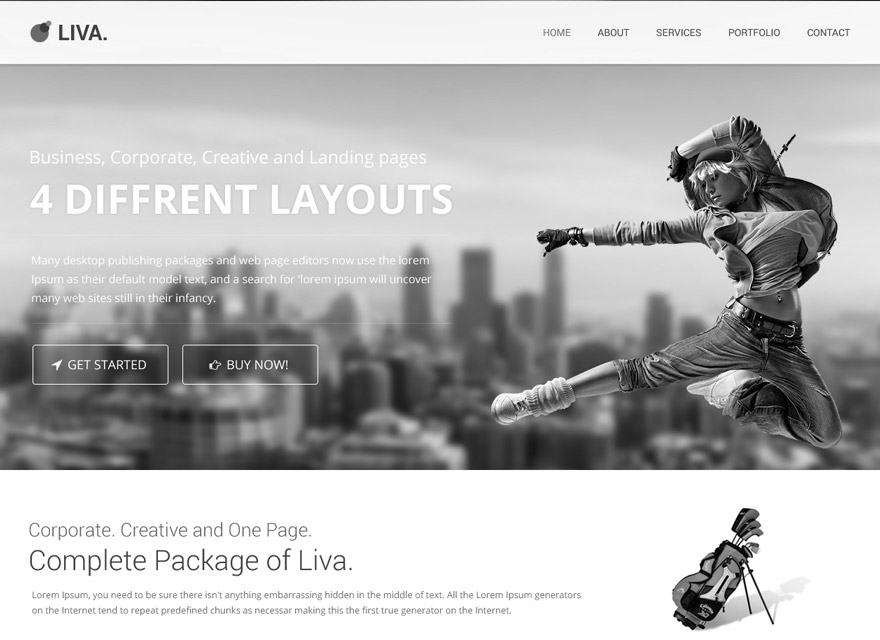 LIVA.
HOME ABOUT SERVICES PORTFOLIO CONTACT
Business, Corporate, Creative and Landing pages
4 DIFFRENT LAYOUTS
Many desktop publishing packages and web page editors now use the lorem
Ipsum as their default model text, and a search for 'lorem ipsum will uncover
many web sites still in their infancy.
GET STARTED BUY NOW!
Corporate. Creative and One Page.
Complete Package of Liva.
Lorem Ipsum, you need to be sure there isn't anything embarrassing hidden in the middle of text. All the Lorem Ipsum generators
on the Internet tend to repeat predefined chunks as necessar making this the first true generator on the Internet.